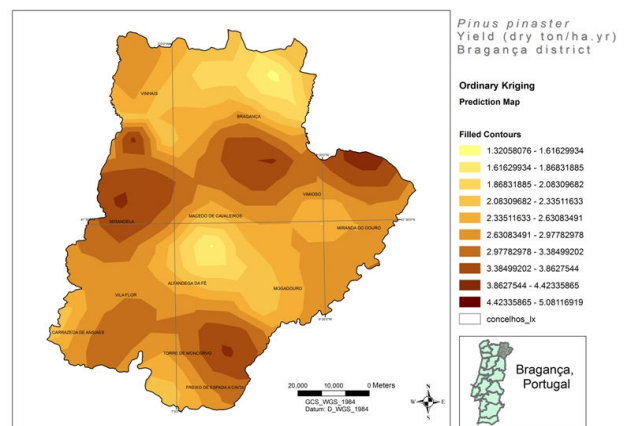 Pinus pinaster
Yield (dry ton/ha.yr)
Bragança district
Ordinary Kriging
Prediction Map
Filled Contours
1.32058076 - 1.61629934
1.61629934 - 1.86831885
1.86831885 - 2.08309682
2.08309682 - 2.33511633
2.33511633 - 2.63083491
2.63083491 - 2.97782978
2.97782978 - 3.38499202
3.38499202 - 3.8627544
3.8627544 - 4.42335865
4.42335865 - 5.08116919
concelhos_lx
VINHAIS
BRAGANÇA
VIMIOSO
MACEDO DE CAVALEIROS
MIRANDELA
MIRANDA DO DOURO
ALFANDEGA DA FÉ
MOGADOURO
VILA FLOR
CARRAZEDA DE ANSIÃES
TORRE DE MONCORVO
FREIXO DE ESPADA A CINTA
20,000 10,000 0 Meters
GCS_WGS_1984
Datum: D_WGS_1984
N
W E
S
Bragança,
Portugal